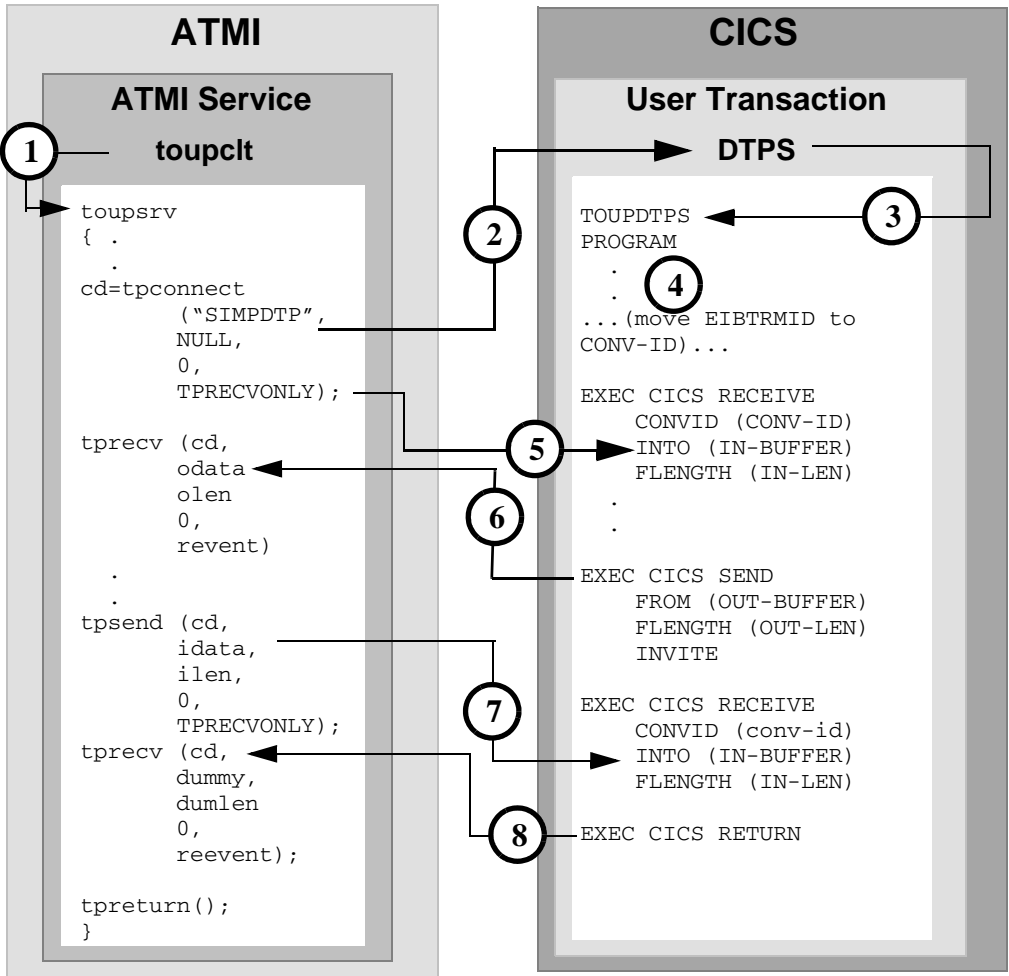 ATMI
ATMI Service
toupclt
1
toupsrv
{ .
.
cd=tpconnect
(“SIMPDTP”,
NULL,
0,
TPRECVONLY);
tprecv (cd,
odata
olen
0,
revent)
.
.
tpsend (cd,
idata,
ilen,
0,
TPRECVONLY);
tprecv (cd,
dummy,
dumlen
0,
reevent);
tpreturn();
}
2
5
6
7
8
CICS
User Transaction
DTPS
3
TOUPDTPS
PROGRAM
.
.
4
...(move EIBTRMID to
CONV-ID)...
EXEC CICS RECEIVE
CONVID (CONV-ID)
INTO (IN-BUFFER)
FLENGTH (IN-LEN)
.
.
EXEC CICS SEND
FROM (OUT-BUFFER)
FLENGTH (OUT-LEN)
INVITE
EXEC CICS RECEIVE
CONVID (conv-id)
INTO (IN-BUFFER)
FLENGTH (IN-LEN)
EXEC CICS RETURN